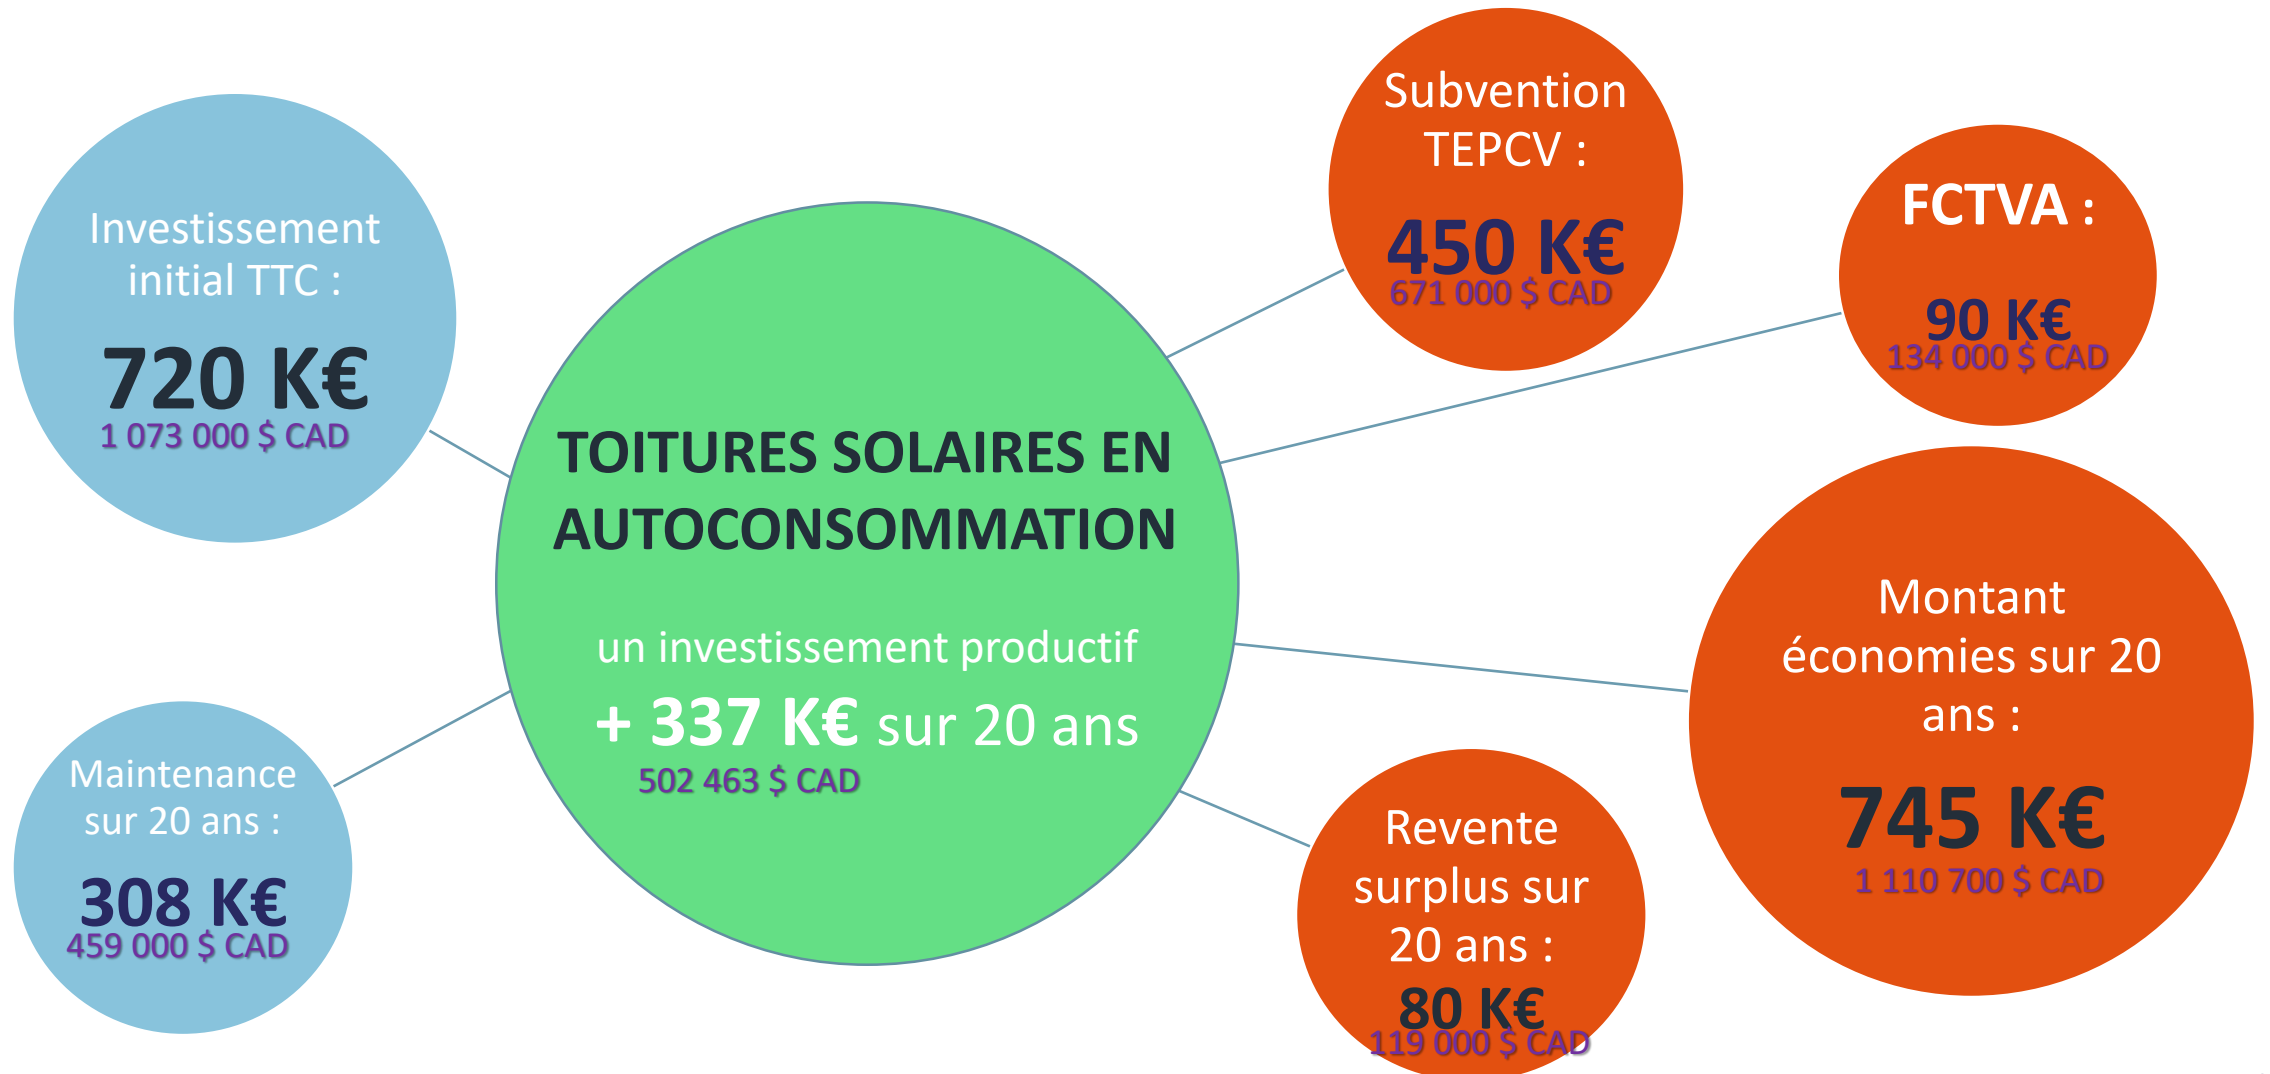 Investissement
initial TTC :
720 K€
1 073 000 $ CAD
Maintenance
sur 20 ans :
308 K€
459 000 $ CAD
TOITURES SOLAIRES EN
AUTOCONSOMMATION
un investissement productif
+ 337 K€ sur 20 ans
502 463 $ CAD
Subvention
TEPCV :
450 K€
671 000 $ CAD
FCTVA :
90 K€
134 000 $ CAD
Montant
économies sur 20
ans :
745 K€
1 110 700 $ CAD
Revente
surplus sur
20 ans :
80 K€
119 000 $ CAD